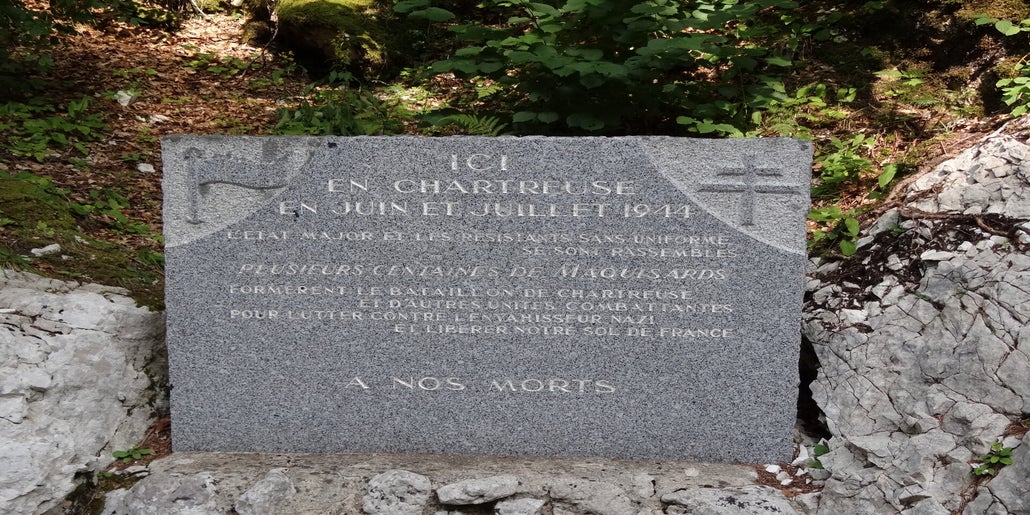 ICI
EN CHARTREUSE
EN JUIN ET JUILLET 1944
L'ETAT MAJOR ET LES RESISTANTS SANS UNIFORME
SE SONT RASSEMBLES
PLUSIEURS CENTAINES DE MAQUISARDS
FORMERENT LE BATAILLON DE CHARTREUSE
ET D'AUTRES UNITES COMBATTANTES
POUR LUTTER CONTRE L'ENVAHISSEUR NAZI
ET LIBERER NOTRE SOL DE FRANCE
A NOS MORTS